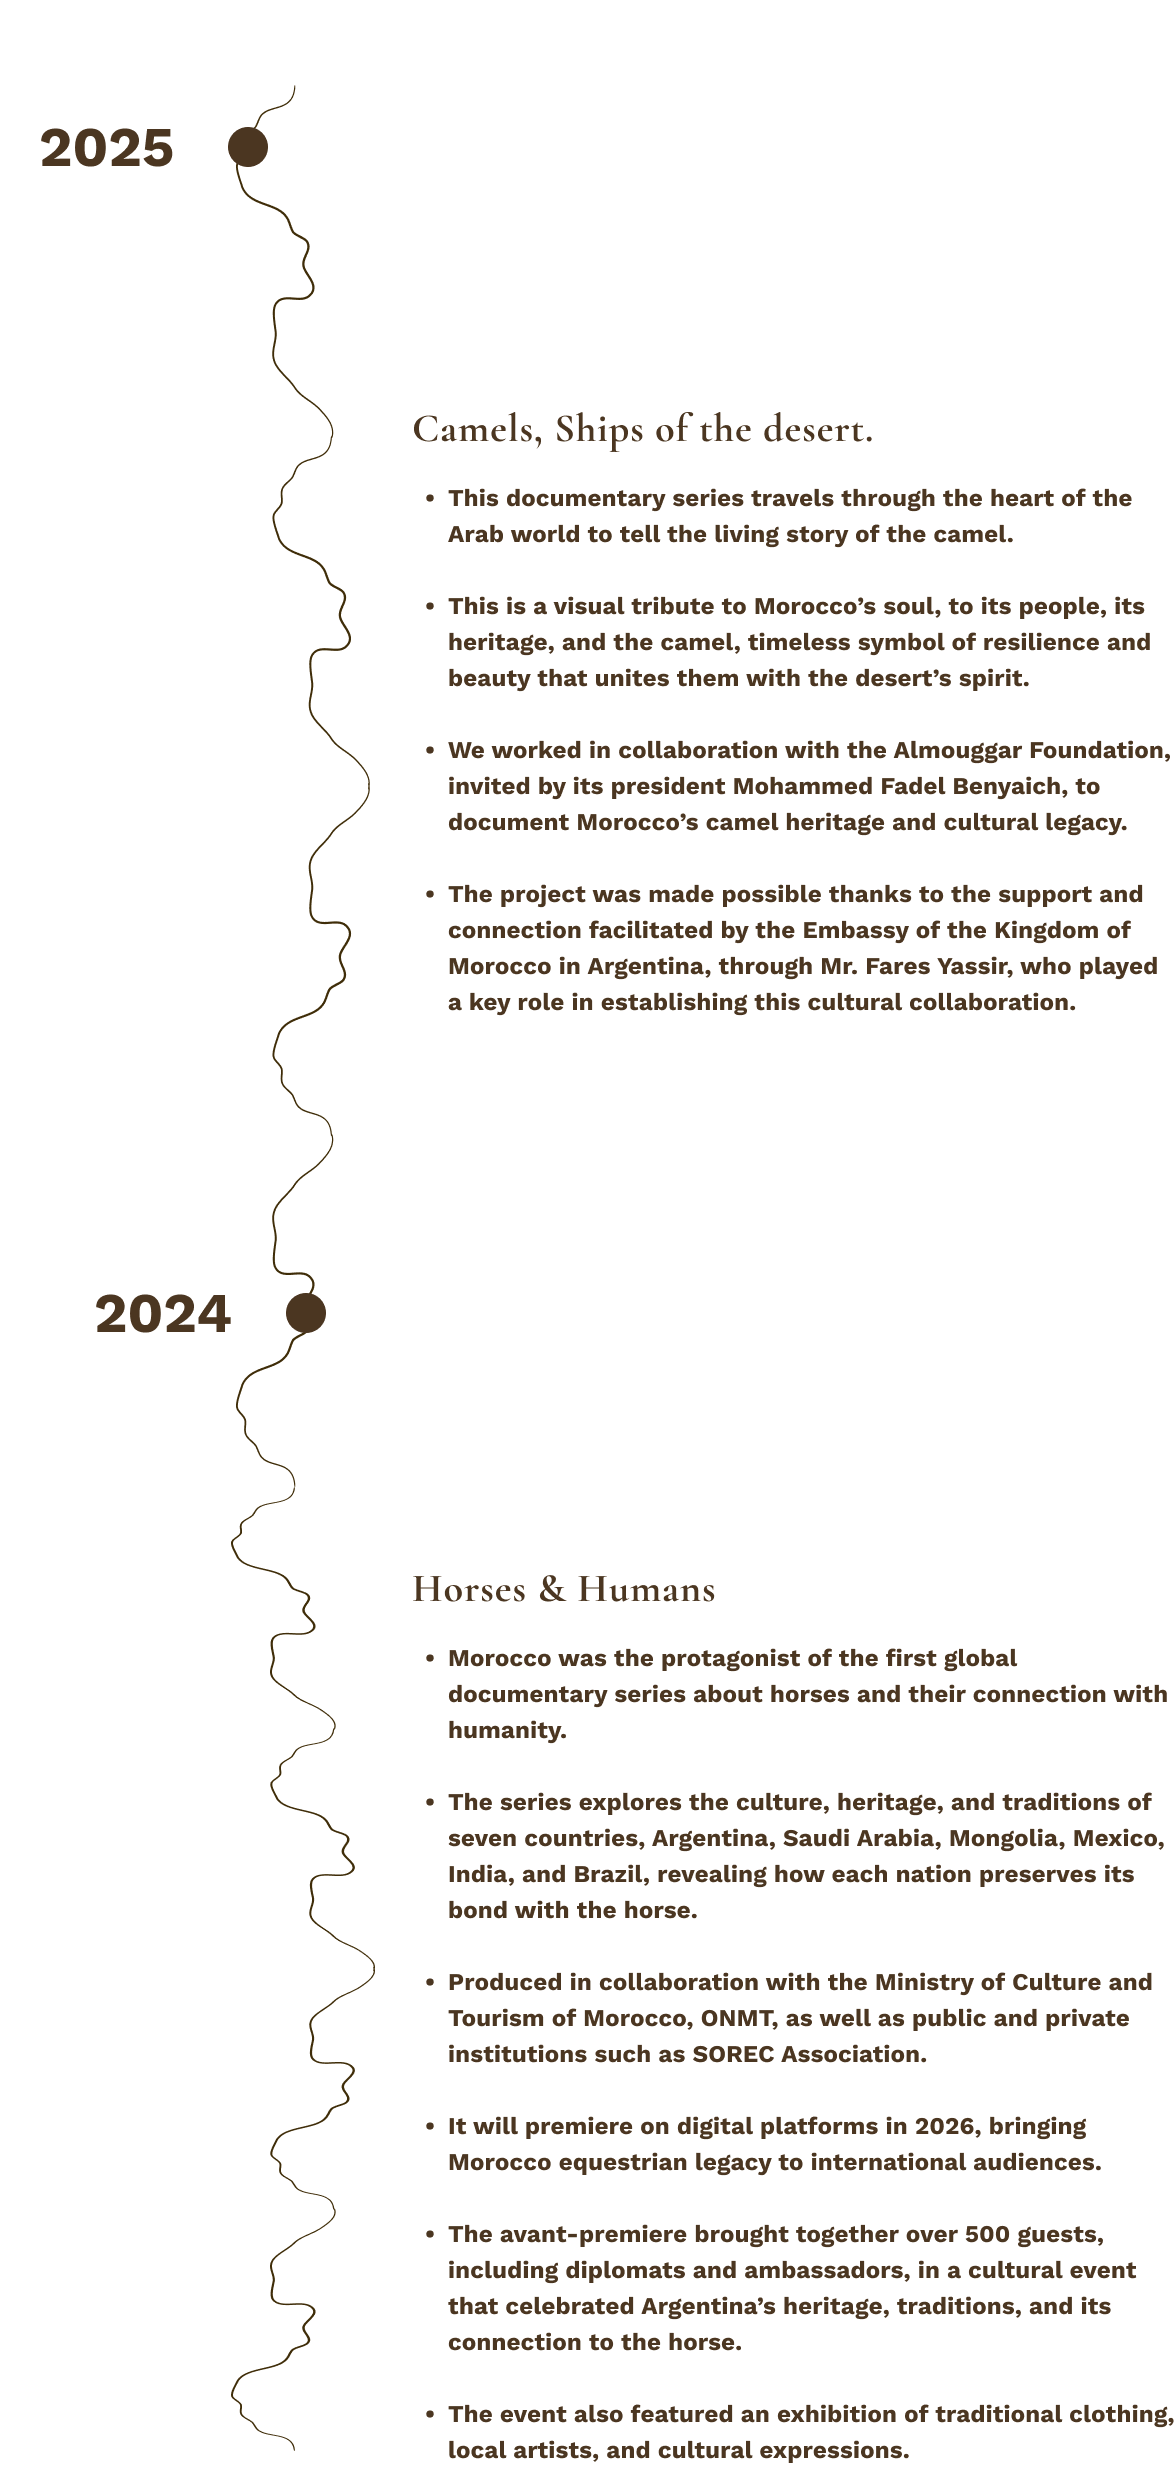 2025
Camels, Ships of the desert.
• This documentary series travels through the heart of the
Arab world to tell the living story of the camel.
• This is a visual tribute to Morocco’s soul, to its people, its
heritage, and the camel, timeless symbol of resilience and
beauty that unites them with the desert’s spirit.
• We worked in collaboration with the Almouggar Foundation,
invited by its president Mohammed Fadel Benyaich, to
document Morocco’s camel heritage and cultural legacy.
• The project was made possible thanks to the support and
connection facilitated by the Embassy of the Kingdom of
Morocco in Argentina, through Mr. Fares Yassir, who played
a key role in establishing this cultural collaboration.
2024
Horses & Humans
• Morocco was the protagonist of the first global
documentary series about horses and their connection with
humanity.
• The series explores the culture, heritage, and traditions of
seven countries, Argentina, Saudi Arabia, Mongolia, Mexico,
India, and Brazil, revealing how each nation preserves its
bond with the horse.
• Produced in collaboration with the Ministry of Culture and
Tourism of Morocco, ONMT, as well as public and private
institutions such as SOREC Association.
• It will premiere on digital platforms in 2026, bringing
Morocco equestrian legacy to international audiences.
• The avant-premiere brought together over 500 guests,
including diplomats and ambassadors, in a cultural event
that celebrated Argentina’s heritage, traditions, and its
connection to the horse.
• The event also featured an exhibition of traditional clothing,
local artists, and cultural expressions.